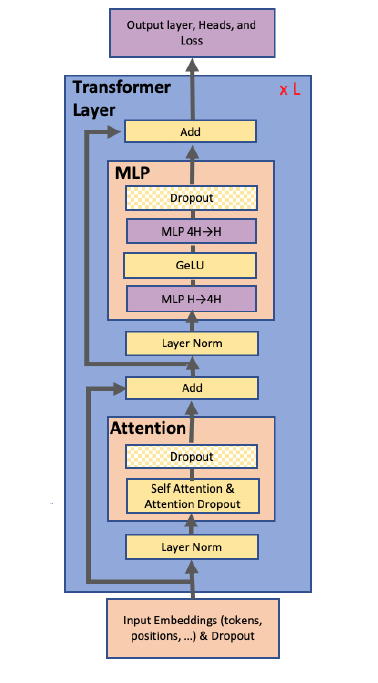 Output layer, Heads, and
Loss
Transformer
Layer
x L
Add
MLP
Dropout
MLP 4H→H
GeLU
MLP H→4H
Layer Norm
Add
Attention
Dropout
Self Attention &
Attention Dropout
Layer Norm
Input Embeddings (tokens,
positions, ...) & Dropout